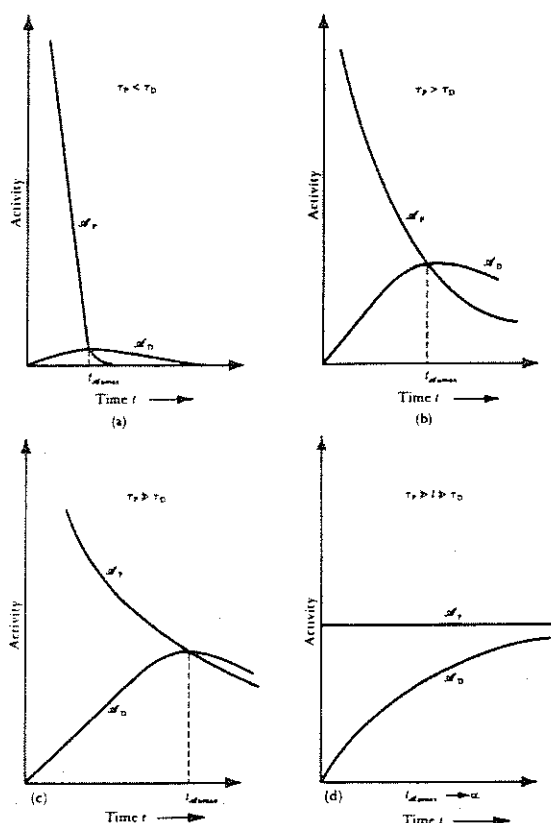 τP < τD
Activity
𝒜P
𝒜D
Time t
(a)
τP > τD
Activity
𝒜P
𝒜D
Time t
(b)
τP ≫ τD
Activity
𝒜P
𝒜D
(c)
Time t
τP ≫ t ≫ τD
Activity
𝒜P
𝒜D
(d)
Time t